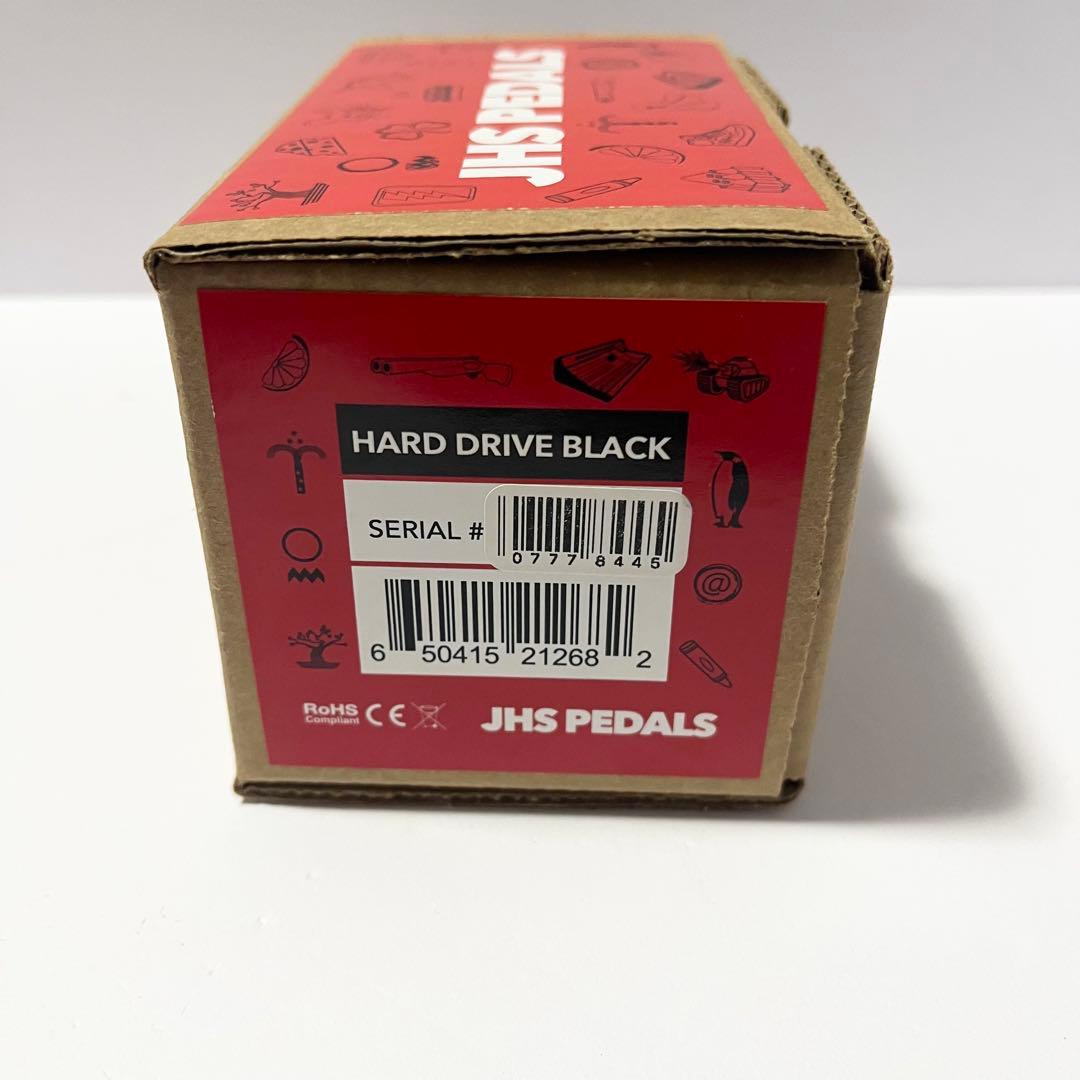 JHS PEDALS
HARD DRIVE BLACK
SERIAL #
0777 8445
6 50415 21268 2
RoHS
Compliant CE
JHS PEDALS